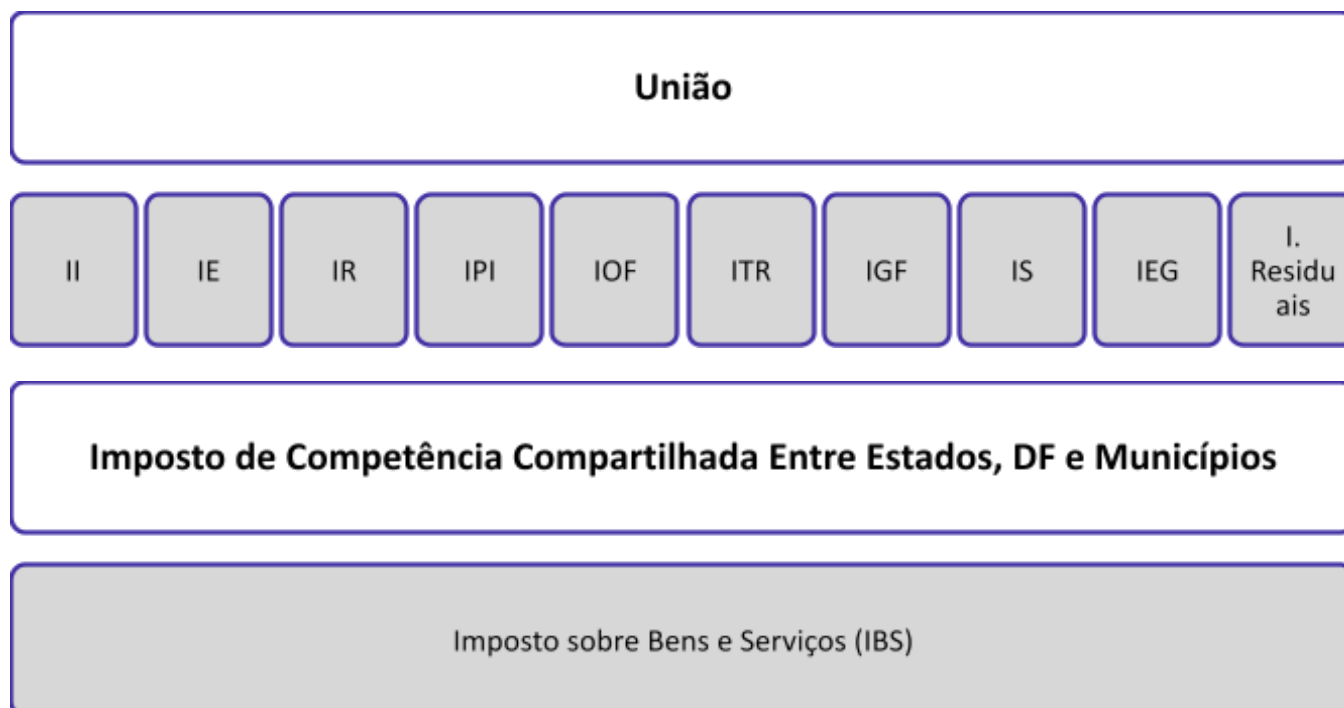 União
II IE IR IPI IOF ITR IGF IS IEG I.
Residu
ais
Imposto de Competência Compartilhada Entre Estados, DF e Municípios
Imposto sobre Bens e Serviços (IBS)